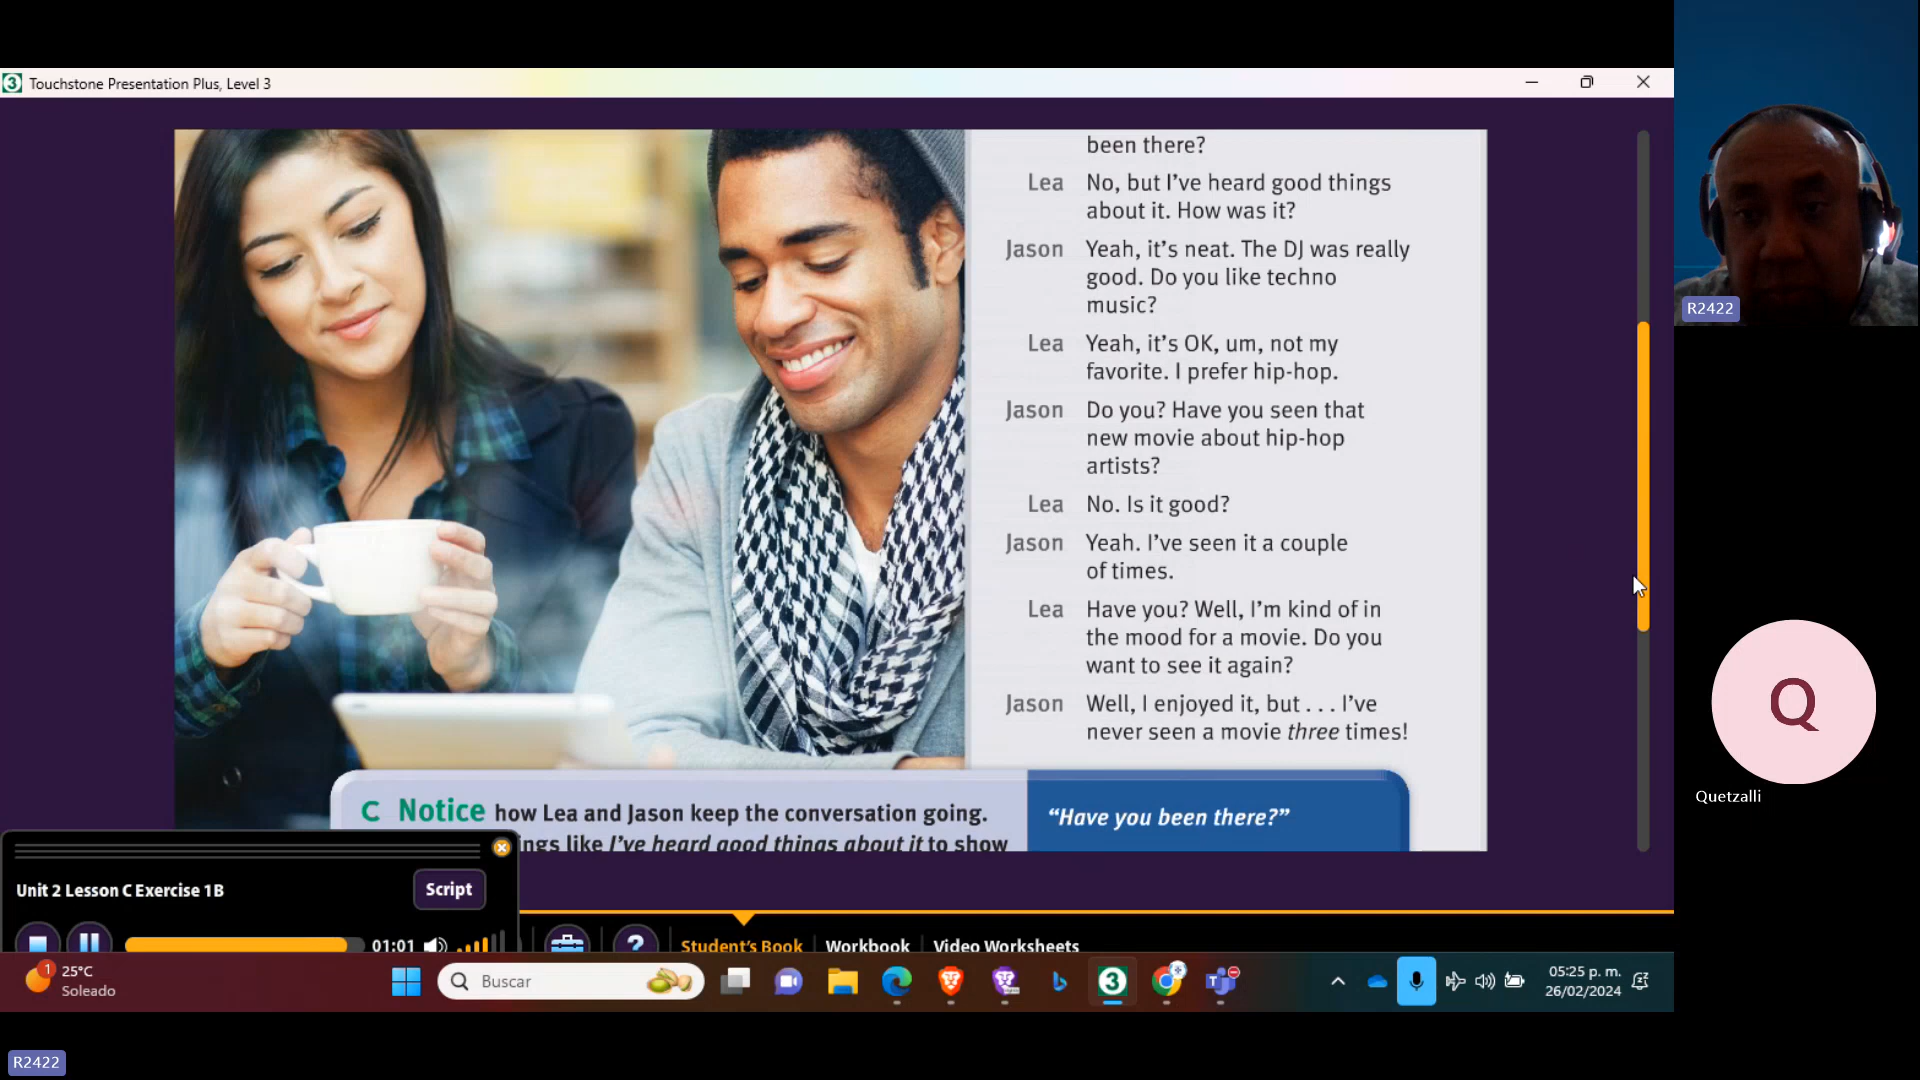 Touchstone Presentation Plus, Level 3
been there?
Lea No, but I've heard good things
about it. How was it?
Jason Yeah, it's neat. The DJ was really
good. Do you like techno
music?
Lea Yeah, it's OK, um, not my
favorite. I prefer hip-hop.
Jason Do you? Have you seen that
new movie about hip-hop
artists?
Lea No. Is it good?
Jason Yeah. I've seen it a couple
of times.
Lea Have you? Well, I'm kind of in
the mood for a movie. Do you
want to see it again?
Jason Well, I enjoyed it, but . . . I've
never seen a movie three times!
C Notice how Lea and Jason keep the conversation going.
ngs like I've heard good things about it to show
"Have you been there?"
Unit 2 Lesson C Exercise 1B
Script
01:01
Student's Book Workbook Video Worksheets
1
25°C
Soleado
Buscar
3
05:25 p. m.
26/02/2024
R2422
Q
Quetzalli
R2422